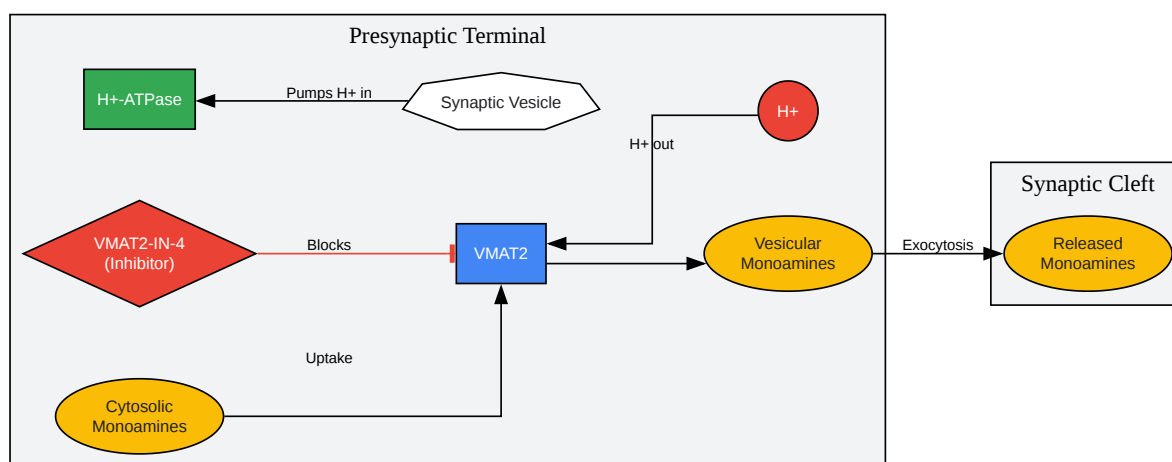 Presynaptic Terminal
H+-ATPase
Pumps H+ in
Synaptic Vesicle
H+
H+ out
Synaptic Cleft
VMAT2-IN-4
(Inhibitor)
Blocks
VMAT2
Vesicular
Monoamines
Exocytosis
Released
Monoamines
Uptake
Cytosolic
Monoamines